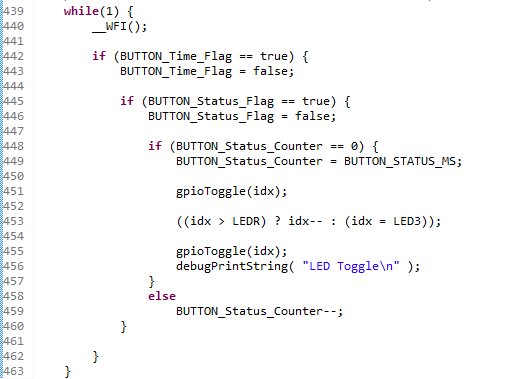 439 while(1) {
440 __WFI();
441
442 if (BUTTON_Time_Flag == true) {
443 BUTTON_Time_Flag = false;
444
445 if (BUTTON_Status_Flag == true) {
446 BUTTON_Status_Flag = false;
447
448 if (BUTTON_Status_Counter == 0) {
449 BUTTON_Status_Counter = BUTTON_STATUS_MS;
450
451 gpioToggle(idx);
452
453 ((idx > LEDR) ? idx-- : (idx = LED3));
454
455 gpioToggle(idx);
456 debugPrintString( "LED Toggle\n" );
457 }
458 else
459 BUTTON_Status_Counter--;
460 }
461
462 }
463 }